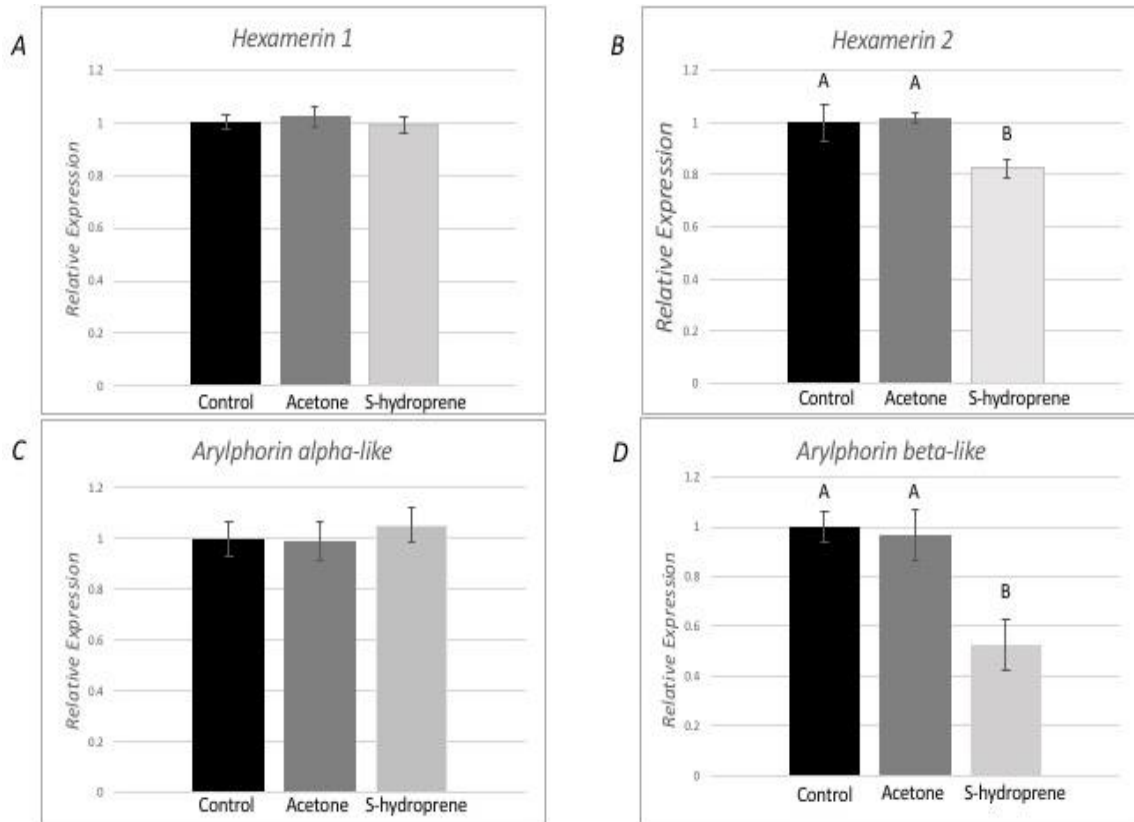 A
Hexamerin 1
Relative Expression
1.2
1
0.8
0.6
0.4
0.2
0
Control Acetone S-hydroprene
B
Hexamerin 2
Relative Expression
1.2
1
0.8
0.6
0.4
0.2
0
A A B
Control Acetone S-hydroprene
C
Arylphorin alpha-like
Relative Expression
1.2
1
0.8
0.6
0.4
0.2
0
Control Acetone S-hydroprene
D
Arylphorin beta-like
Relative Expression
1.2
1
0.8
0.6
0.4
0.2
0
A A B
Control Acetone S-hydroprene